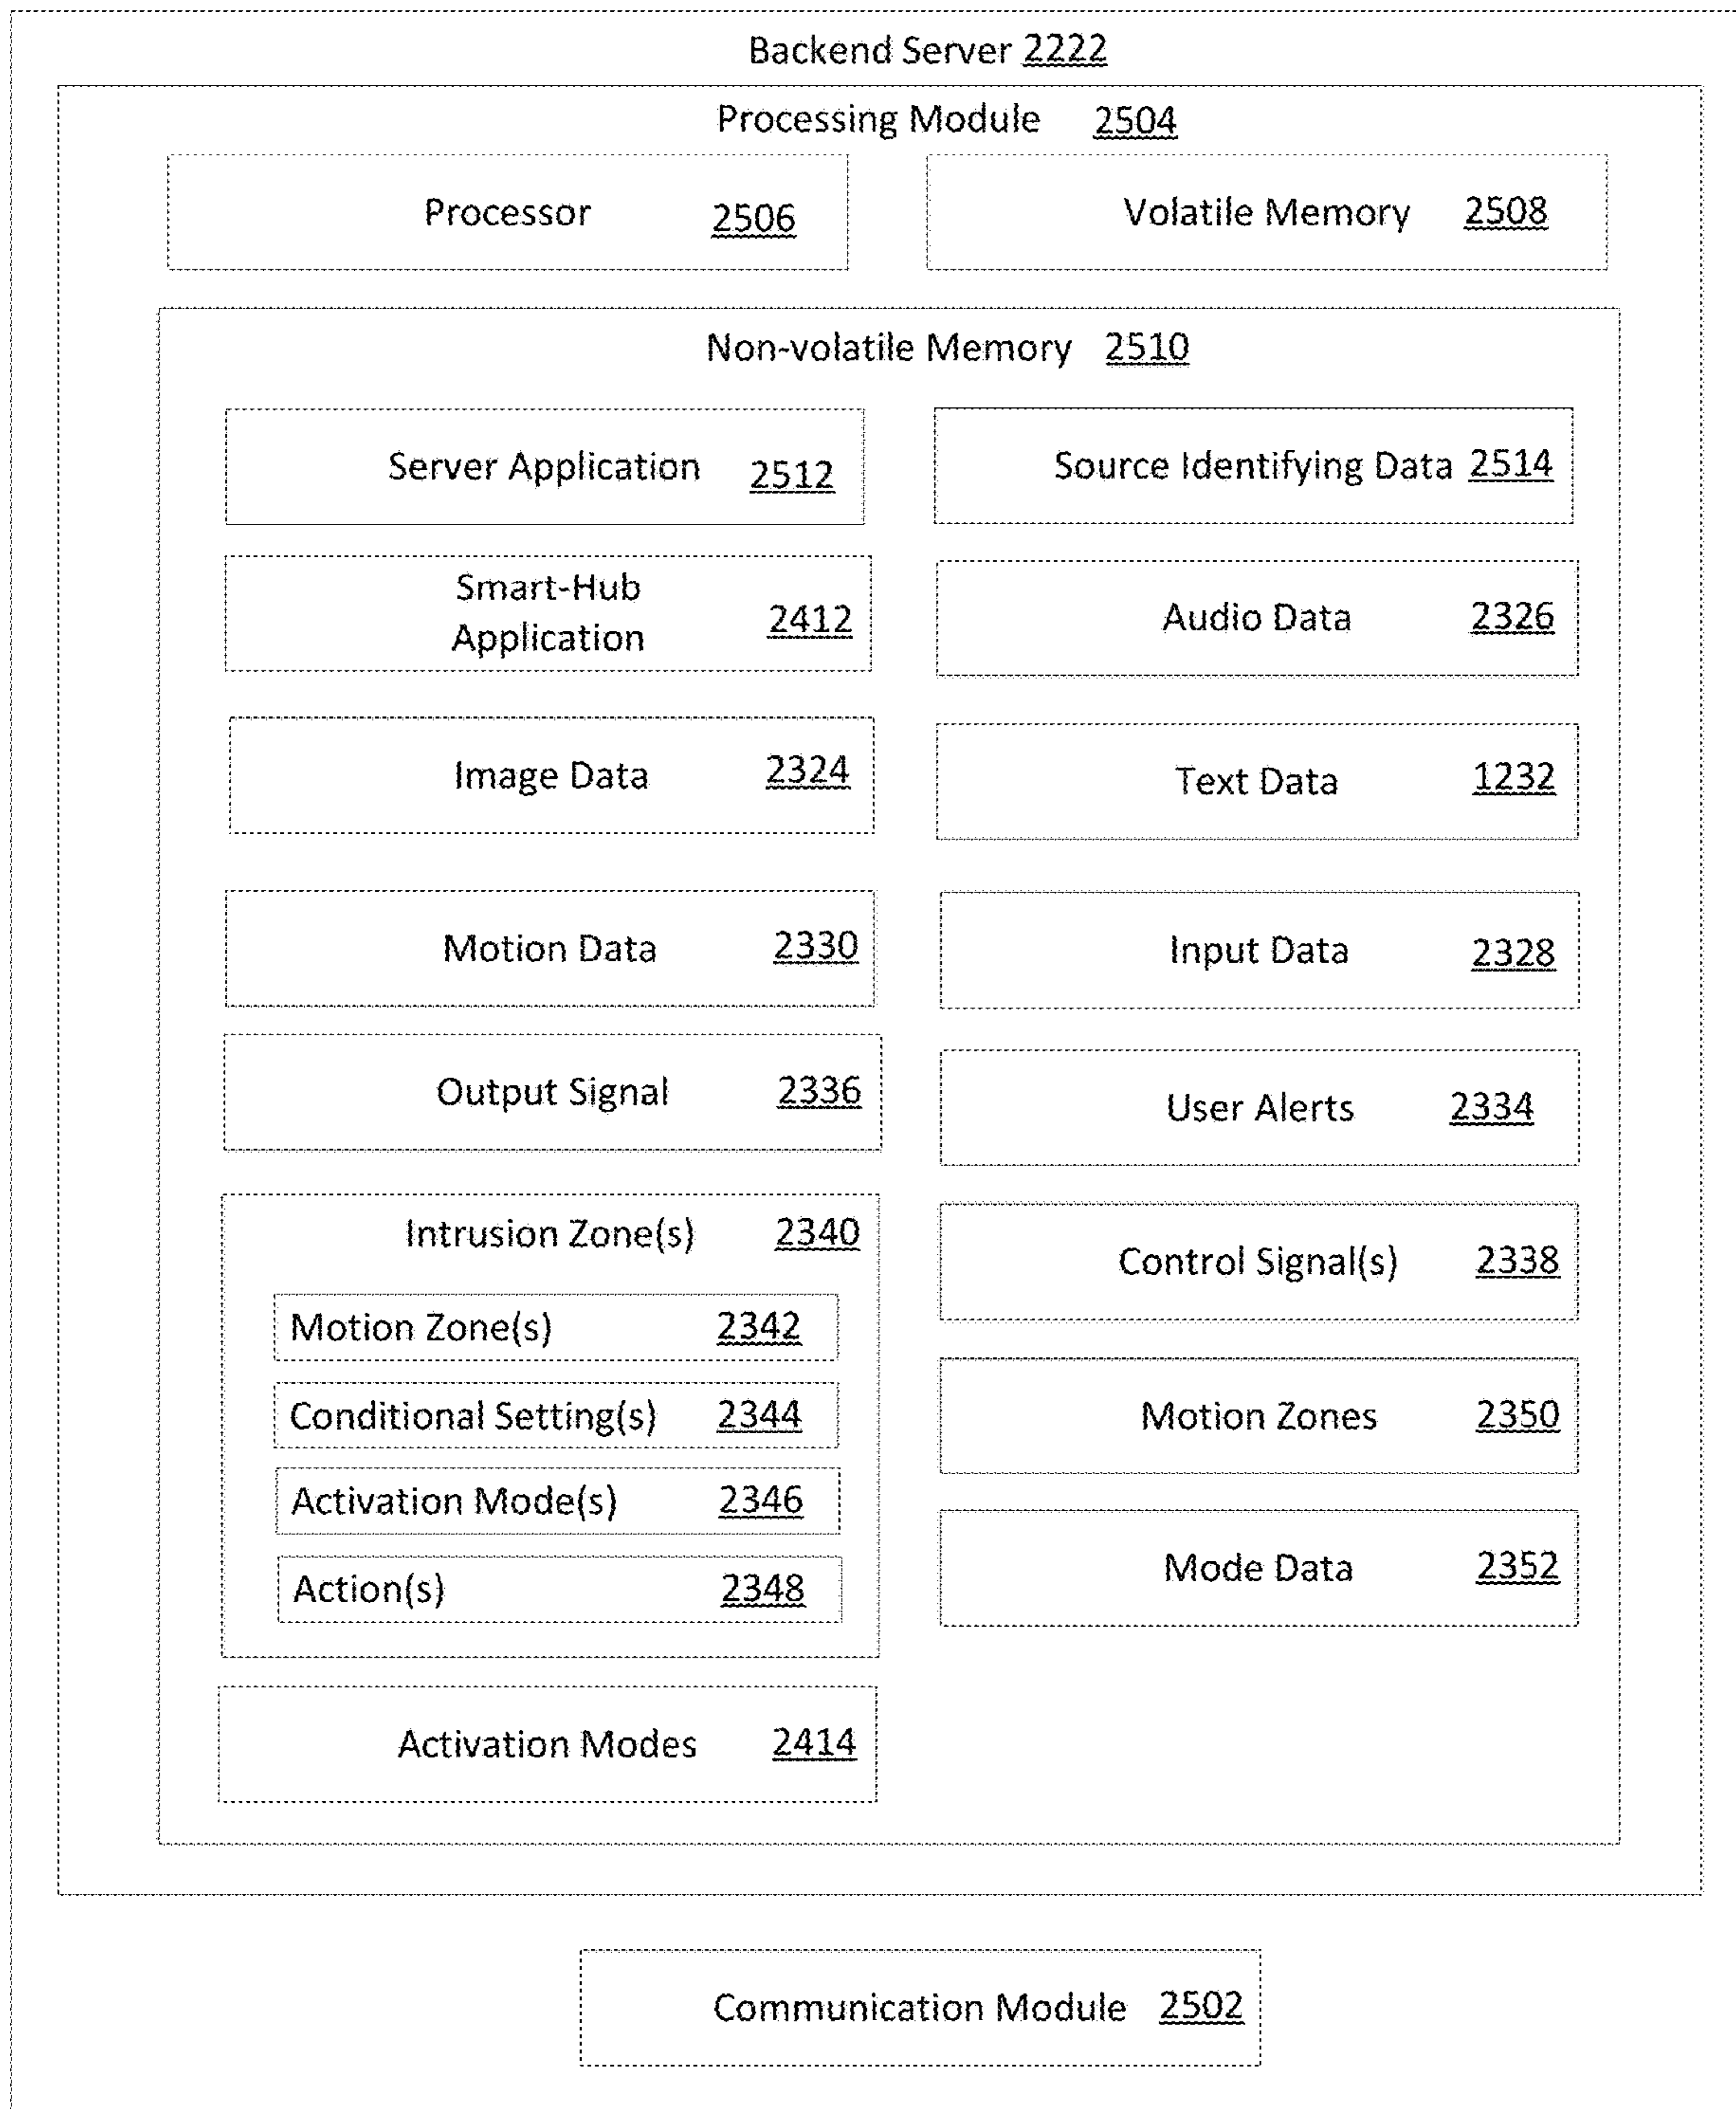 Backend Server 2222
Processing Module 2504
Processor 2506
Volatile Memory 2508
Non-volatile Memory 2510
Server Application 2512
Source Identifying Data 2514
Smart-Hub
Application 2412
Audio Data 2326
Image Data 2324
Text Data 1232
Motion Data 2330
Input Data 2328
Output Signal 2336
User Alerts 2334
Intrusion Zone(s) 2340
Motion Zone(s) 2342
Conditional Setting(s) 2344
Activation Mode(s) 2346
Action(s) 2348
Control Signal(s) 2338
Motion Zones 2350
Mode Data 2352
Activation Modes 2414
Communication Module 2502